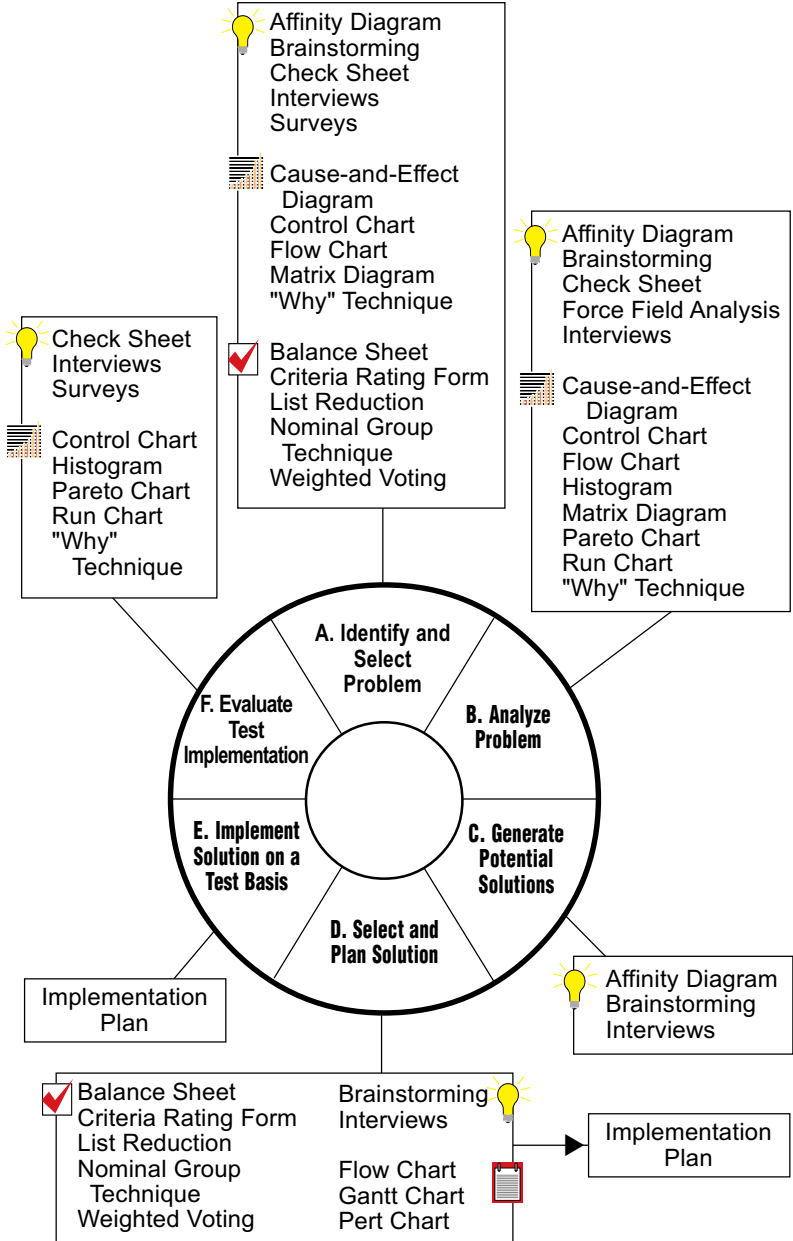 Affinity Diagram
Brainstorming
Check Sheet
Interviews
Surveys
Cause-and-Effect
Diagram
Control Chart
Flow Chart
Matrix Diagram
"Why" Technique
Balance Sheet
Criteria Rating Form
List Reduction
Nominal Group
Technique
Weighted Voting
Affinity Diagram
Brainstorming
Check Sheet
Force Field Analysis
Interviews
Cause-and-Effect
Diagram
Control Chart
Flow Chart
Histogram
Matrix Diagram
Pareto Chart
Run Chart
"Why" Technique
Check Sheet
Interviews
Surveys
Control Chart
Histogram
Pareto Chart
Run Chart
"Why"
Technique
A. Identify and
Select
Problem
B. Analyze
Problem
C. Generate
Potential
Solutions
D. Select and
Plan Solution
E. Implement
Solution on a
Test Basis
F. Evaluate
Test
Implementation
Affinity Diagram
Brainstorming
Interviews
Implementation
Plan
Balance Sheet
Criteria Rating Form
List Reduction
Nominal Group
Technique
Weighted Voting
Brainstorming
Interviews
Flow Chart
Gantt Chart
Pert Chart
Implementation
Plan